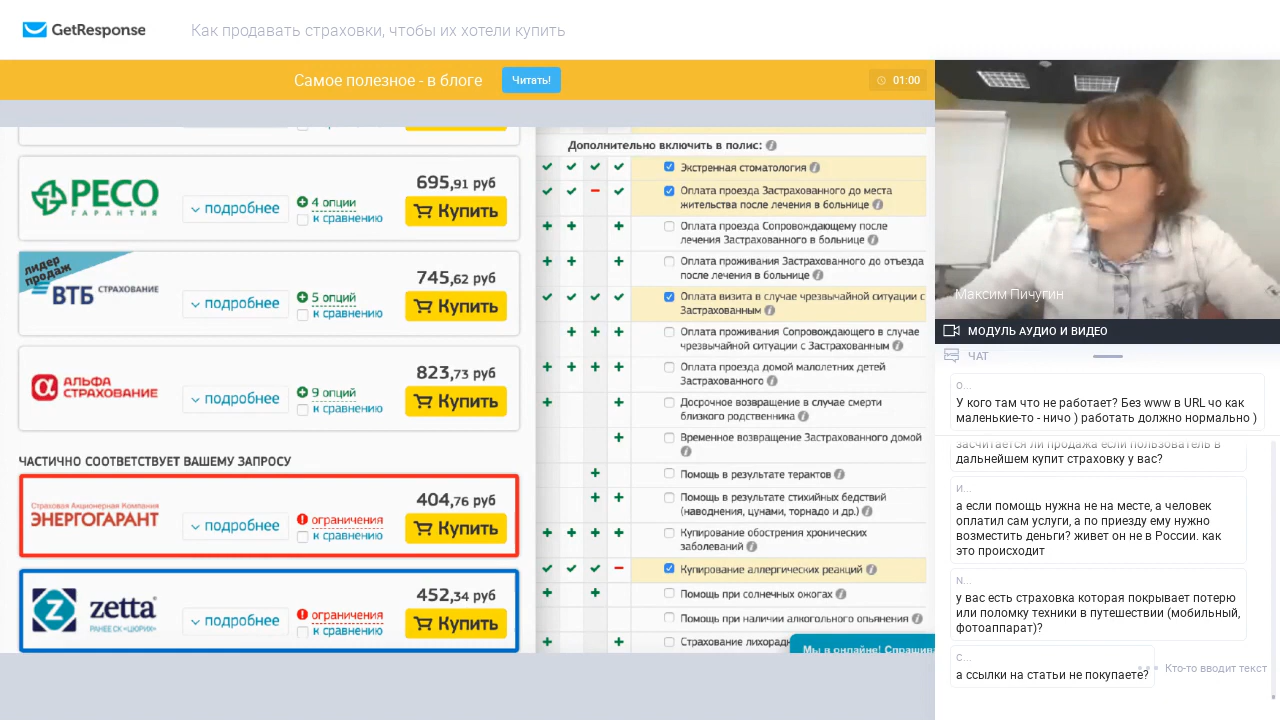 GetResponse
Как продавать страховки, чтобы их хотели купить
Самое полезное - в блоге
Читать!
01:00
РЕСО
ГАРАНТИЯ
подробнее
4 опции
к сравнению
695,91 руб
Купить
лидер
продаж
ВТБ СТРАХОВАНИЕ
подробнее
5 опций
к сравнению
745,62 руб
Купить
АЛЬФА
СТРАХОВАНИЕ
подробнее
9 опций
к сравнению
823,73 руб
Купить
ЧАСТИЧНО СООТВЕТСТВУЕТ ВАШЕМУ ЗАПРОСУ
Страховая Акционерная Компания
ЭНЕРГОГАРАНТ
подробнее
ограничения
к сравнению
404,76 руб
Купить
zetta
РАНЕЕ СК «ЦЮРИХ»
подробнее
ограничения
к сравнению
452,34 руб
Купить
Дополнительно включить в полис:
Экстренная стоматология
Оплата проезда Застрахованного до места
жительства после лечения в больнице
Оплата проезда Сопровождающему после
лечения Застрахованного в больнице
Оплата проживания Застрахованного до отъезда
после лечения в больнице
Оплата визита в случае чрезвычайной ситуации с
Застрахованным
Оплата проживания Сопровождающего в случае
чрезвычайной ситуации с Застрахованным
Оплата проезда домой малолетних детей
Застрахованного
Досрочное возвращение в случае смерти
близкого родственника
Временное возвращение Застрахованного домой
Помощь в результате терактов
Помощь в результате стихийных бедствий
(наводнения, цунами, торнадо и др.)
Купирование обострения хронических
заболеваний
Купирование аллергических реакций
Помощь при солнечных ожогах
Помощь при наличии алкогольного опьянения
Страхование
Мы в онлайне!
Максим Пичугин
МОДУЛЬ АУДИО И ВИДЕО
ЧАТ
О...
У кого там что не работает? Без www в URL чо как
маленькие-то - ничо ) работать должно нормально )
засчитается ли продажа если пользователь в
дальнейшем купит страховку у вас?
И...
а если помощь нужна не на месте, а человек
оплатил сам услуги, а по приезду ему нужно
возместить деньги? живет он не в России. как
это происходит
N...
у вас есть страховка которая покрывает потерю
или поломку техники в путешествии (мобильный,
фотоаппарат)?
С...
а ссылки на статьи не покупаете?
Кто-то вводит текст